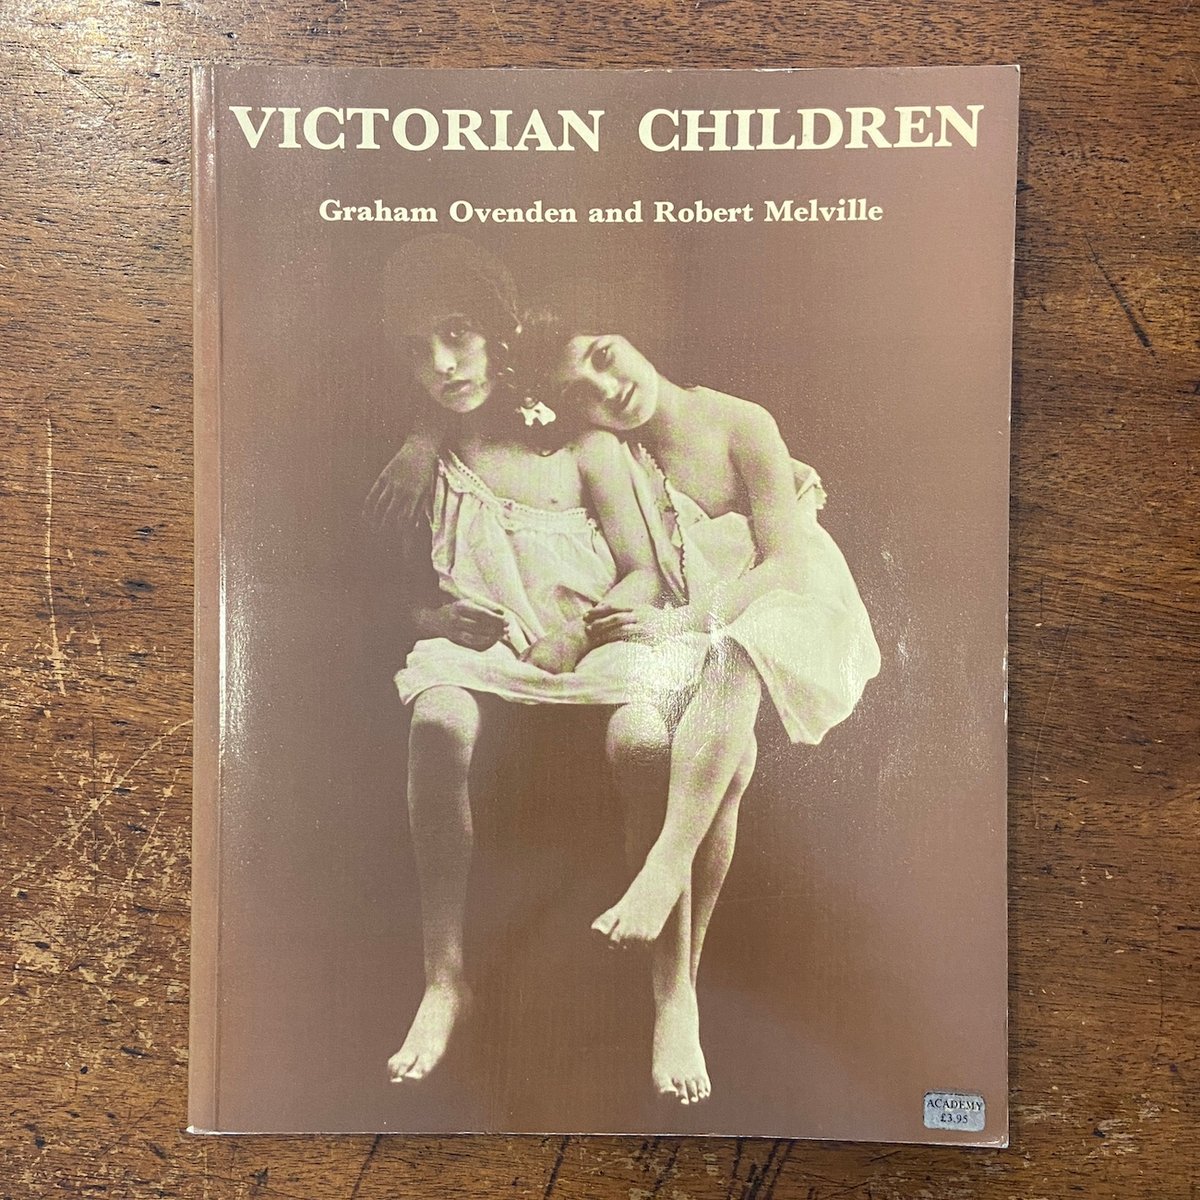 VICTORIAN CHILDREN
Graham Ovenden and Robert Melville
ACADEMY
£3.95